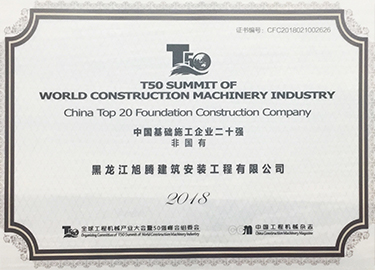 证书编号：CFC2018021002626
T50
T50 SUMMIT OF
WORLD CONSTRUCTION MACHINERY INDUSTRY
China Top 20 Foundation Construction Company
中国基础施工企业二十强
非国有
黑龙江旭腾建筑安装工程有限公司
2018
全球工程机械产业大会暨50强峰会组委会
Organizing Committee of T50 Summit of World Construction Machinery Industry
中国工程机械杂志
China Construction Machinery Magazine